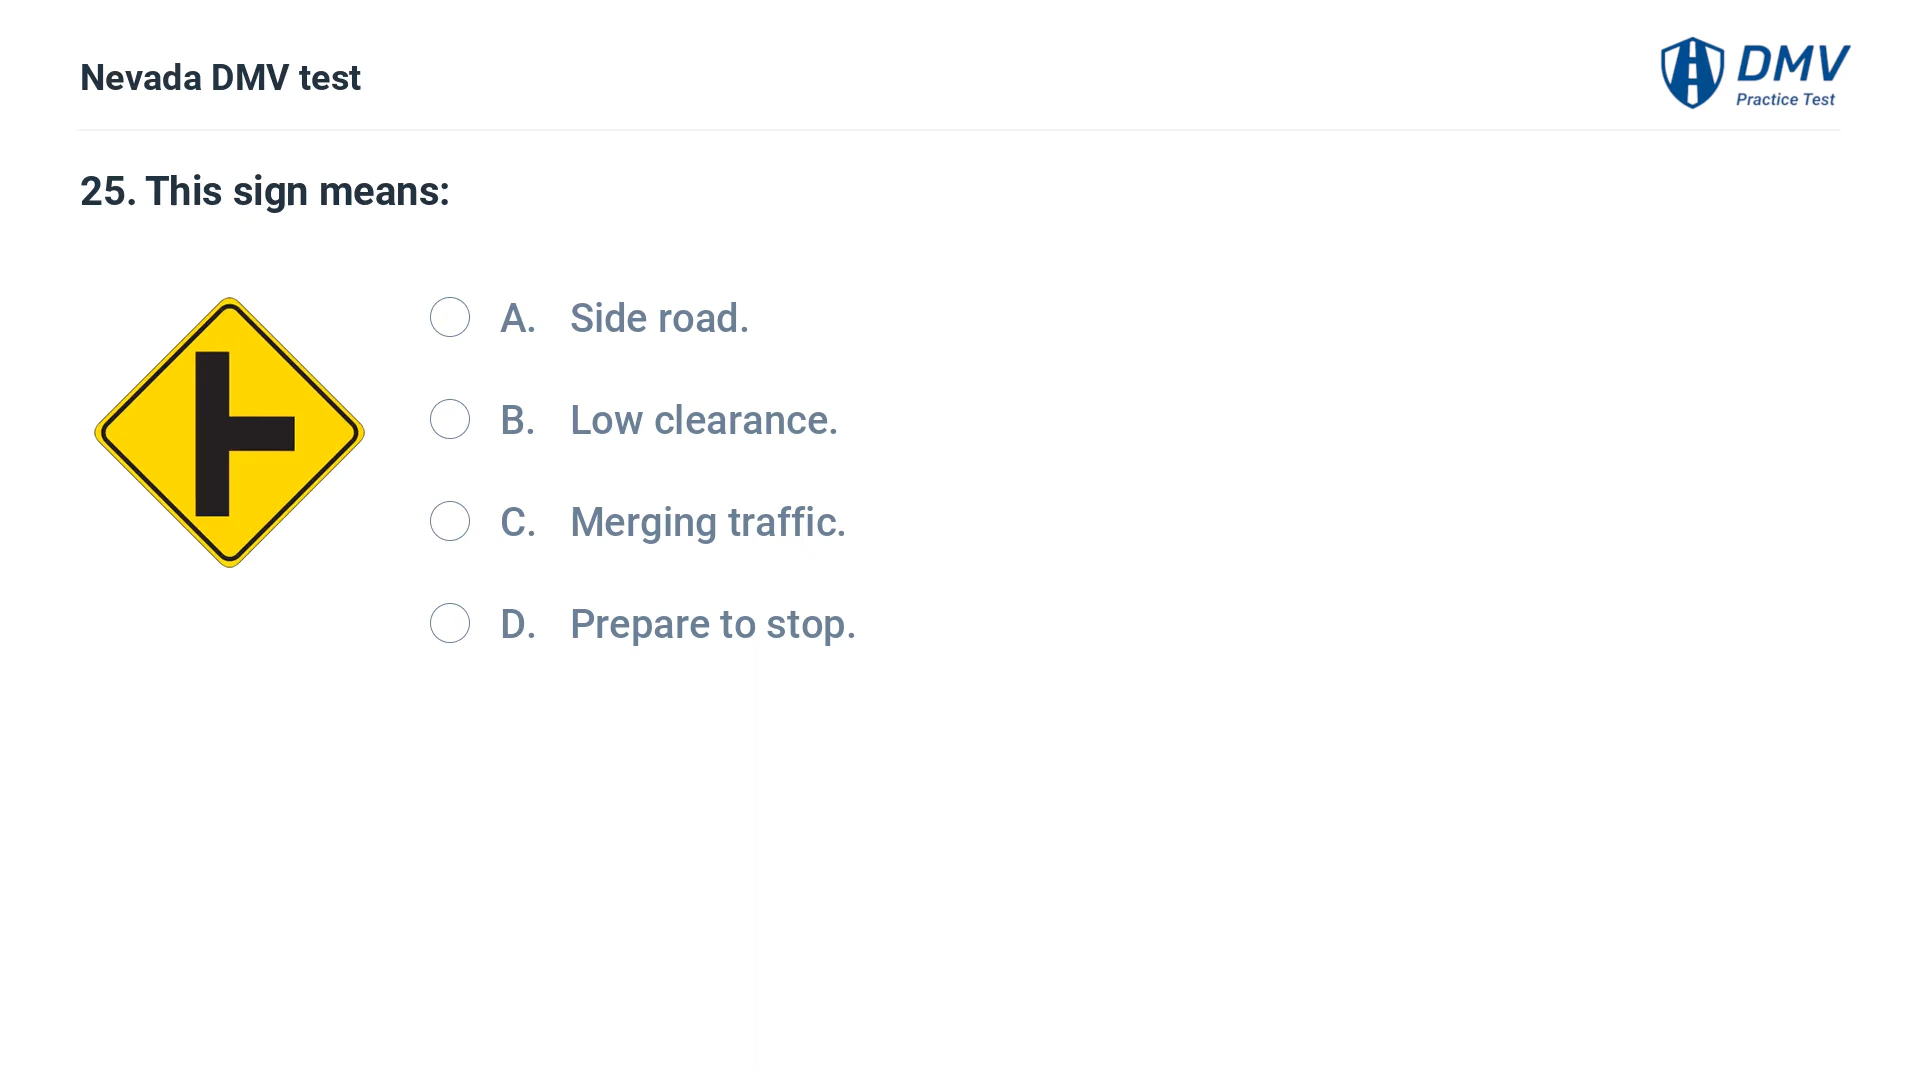 Nevada DMV test
DMV
Practice Test
25. This sign means:
A. Side road.
B. Low clearance.
C. Merging traffic.
D. Prepare to stop.